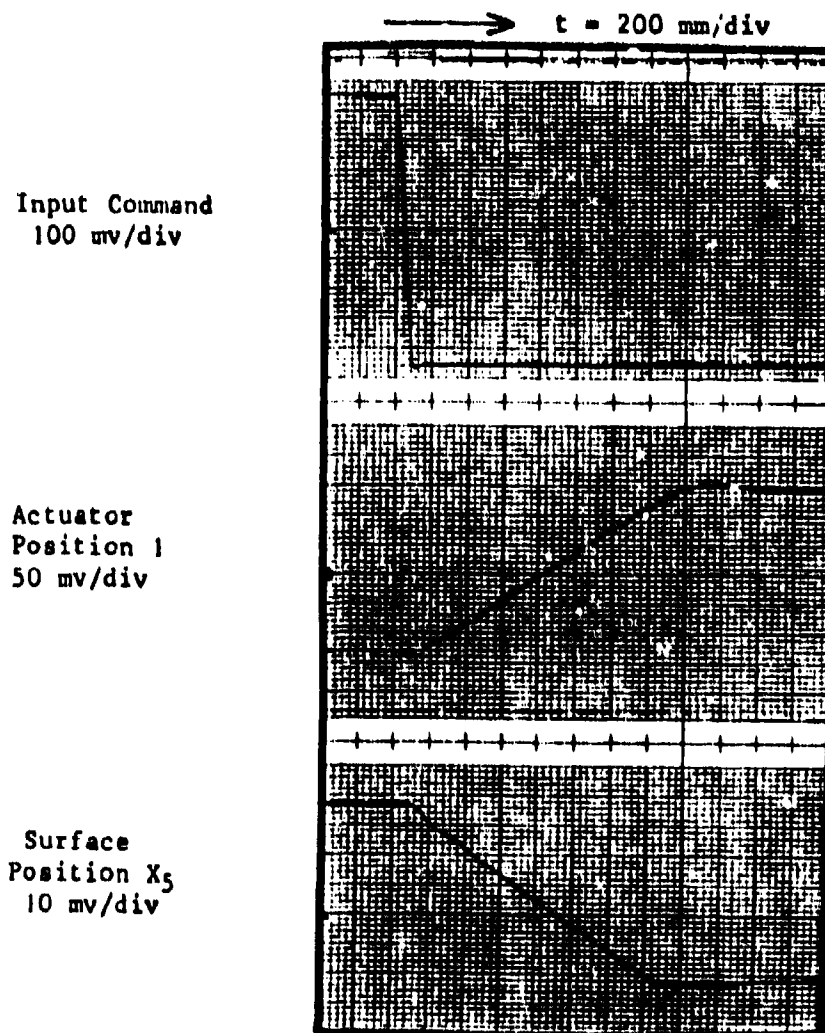 t = 200 mm/div
Input Command
100 mv/div
Actuator
Position 1
50 mv/div
Surface
Position X5
10 mv/div